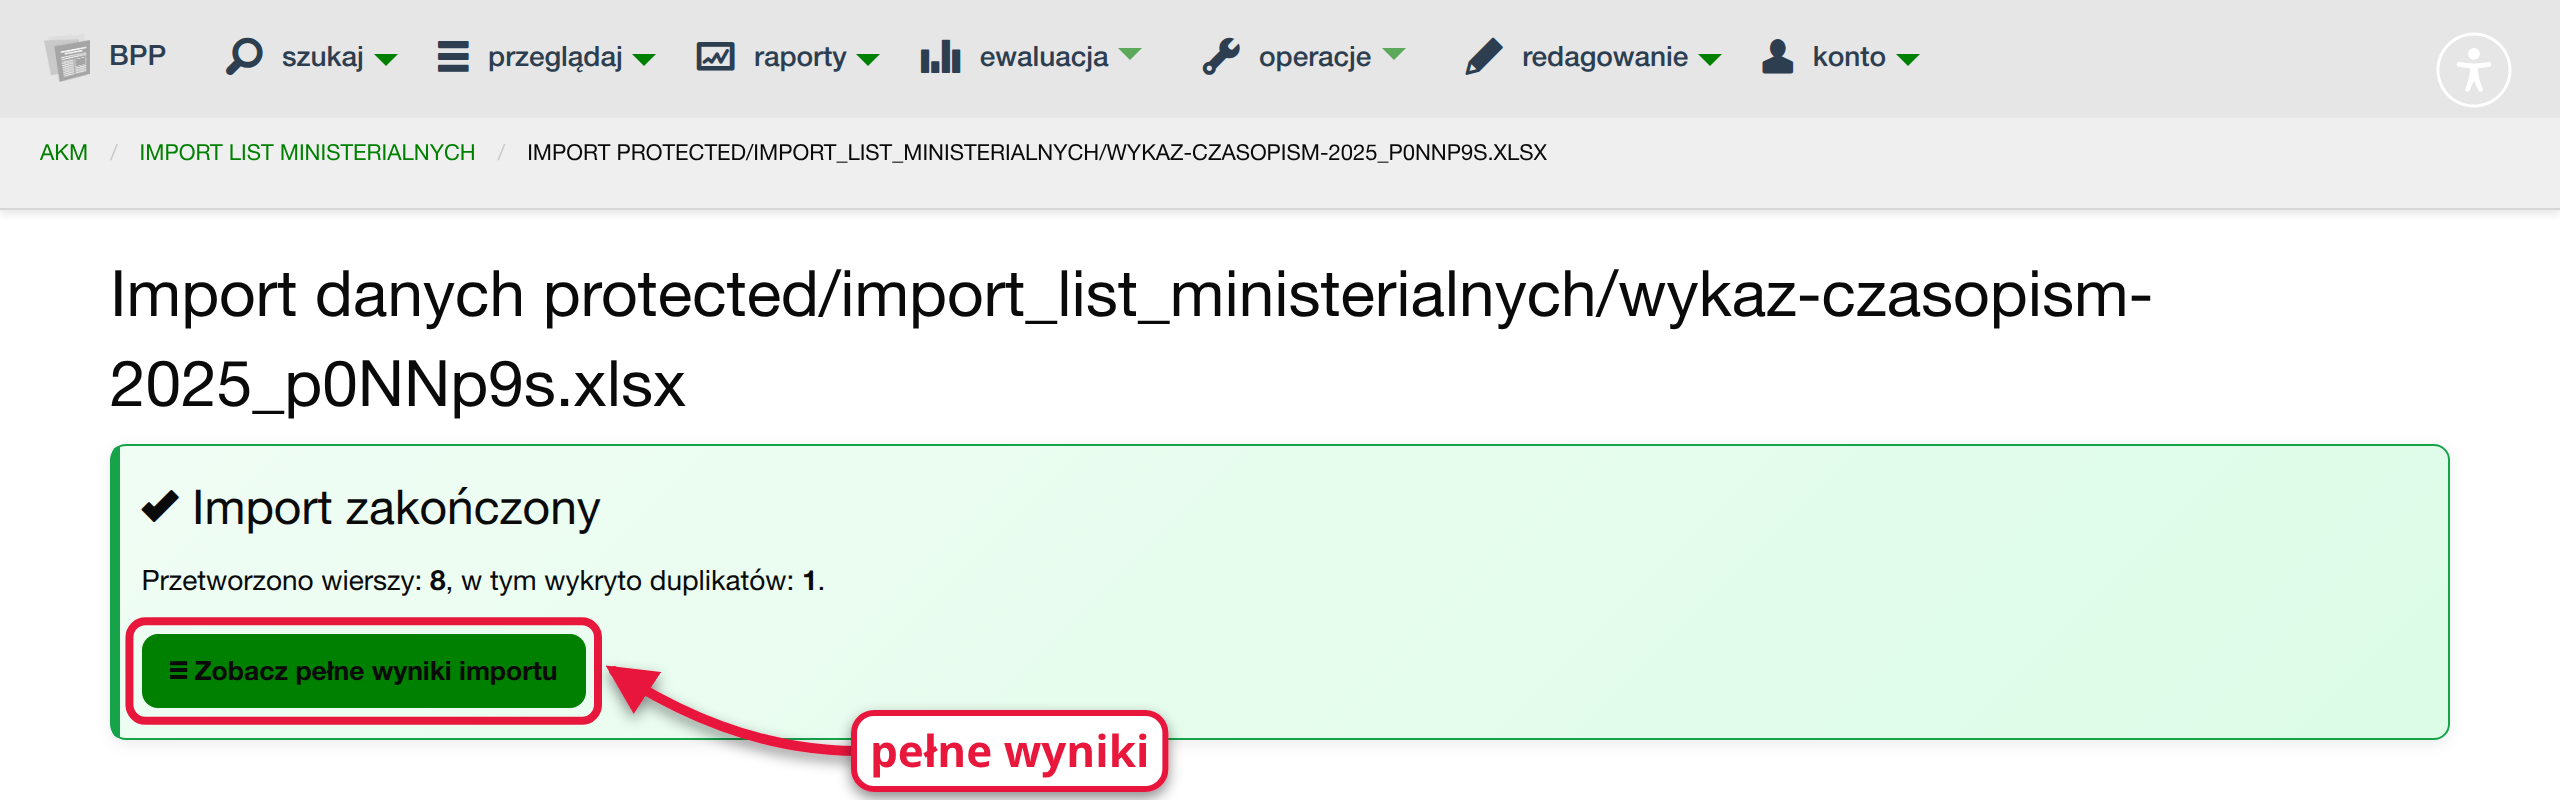 BPP szukaj przeglądaj raporty ewaluacja operacje redagowanie konto
AKM / IMPORT LIST MINISTERIALNYCH / IMPORT PROTECTED/IMPORT_LIST_MINISTERIALNYCH/WYKAZ-CZASOPISM-2025_P0NNP9S.XLSX
Import danych protected/import_list_ministerialnych/wykaz-czasopism-
2025_p0NNp9s.xlsx
Import zakończony
Przetworzono wierszy: 8, w tym wykryto duplikatów: 1.
Zobacz pełne wyniki importu
pełne wyniki